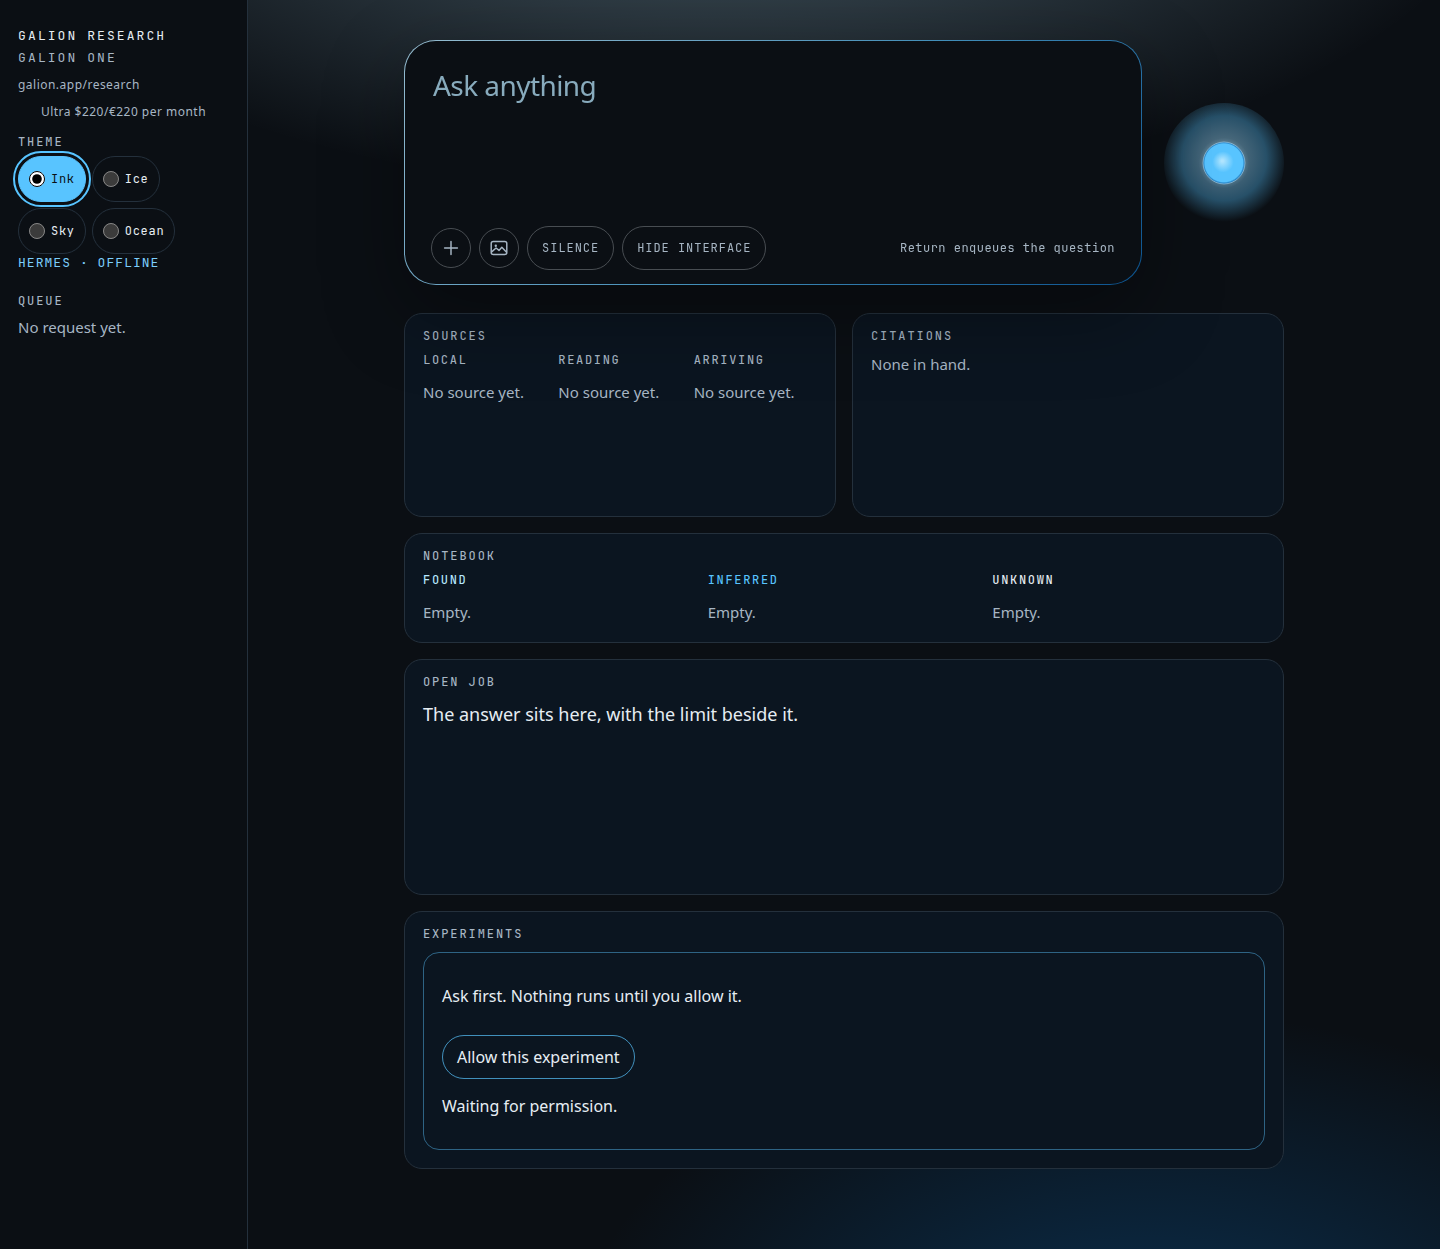 GALION RESEARCH
GALION ONE
galion.app/research
Ultra $220/€220 per month
THEME
Ink
Ice
Sky
Ocean
HERMES · OFFLINE
QUEUE
No request yet.
Ask anything
SILENCE
HIDE INTERFACE
Return enqueues the question
SOURCES
LOCAL
READING
ARRIVING
No source yet.
No source yet.
No source yet.
CITATIONS
None in hand.
NOTEBOOK
FOUND
INFERRED
UNKNOWN
Empty.
Empty.
Empty.
OPEN JOB
The answer sits here, with the limit beside it.
EXPERIMENTS
Ask first. Nothing runs until you allow it.
Allow this experiment
Waiting for permission.